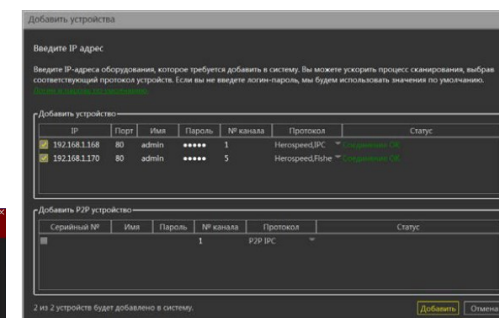 Добавить устройства
Введите IP адрес
Введите IP-адреса оборудования, которое требуется добавить в систему. Вы можете ускорить процесс сканирования, выбрав
соответствующий протокол устройств. Если вы не введете логин-пароль, мы будем использовать значения по умолчанию.
Добавить устройство
IP Порт Имя Пароль № канала Протокол Статус
192.168.1.168 80 admin ●●●●● 1 Herospeed,IPC Соединение ОК
192.168.1.170 80 admin ●●●●● 5 Herospeed,Fishe Соединение ОК
Добавить P2P устройство
Серийный № Имя Пароль № канала Протокол Статус
1 P2P IPC
2 из 2 устройств будет добавлено в систему.
Добавить Отмена